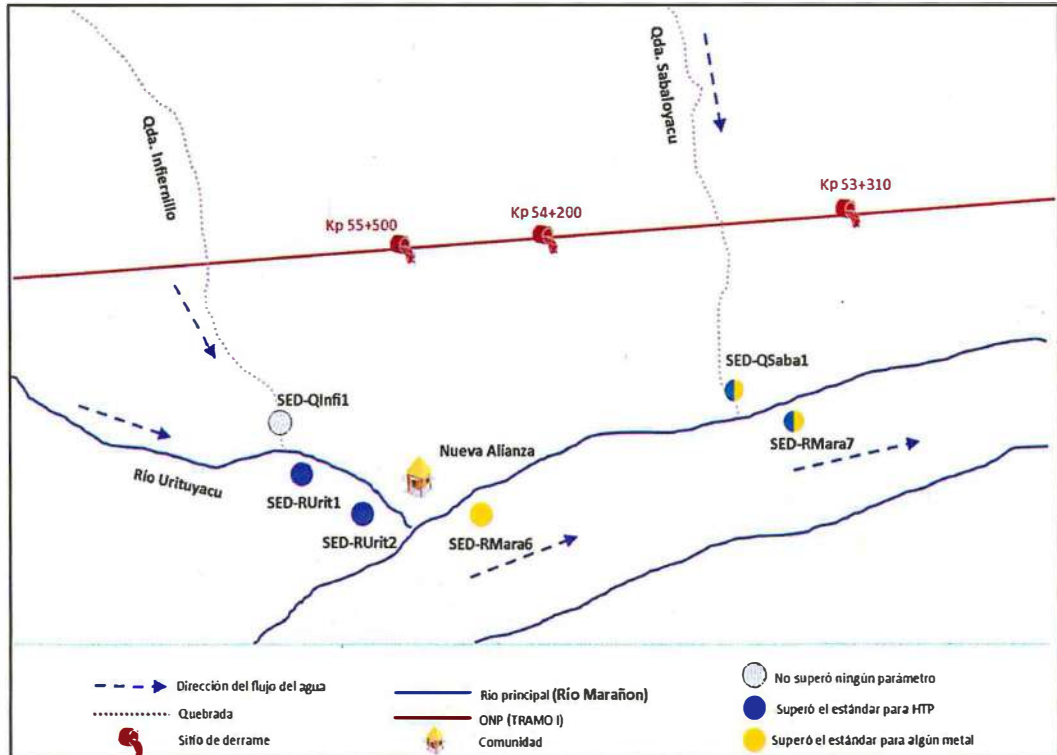 Qda. Infiernillo
Qda. Sabaloyacu
Kp 55+500
Kp 54+200
Kp 53+310
SED-QInfi1
SED-QSaba1
Nueva Alianza
SED-RMara7
Río Urituyacu
SED-RUrit1
SED-RUrit2
SED-RMara6
Dirección del flujo del agua
Quebrada
Sitio de derrame
Rio principal (Río Marañon)
ONP (TRAMO I)
Comunidad
No superó ningún parámetro
Superó el estándar para HTP
Superó el estándar para algún metal